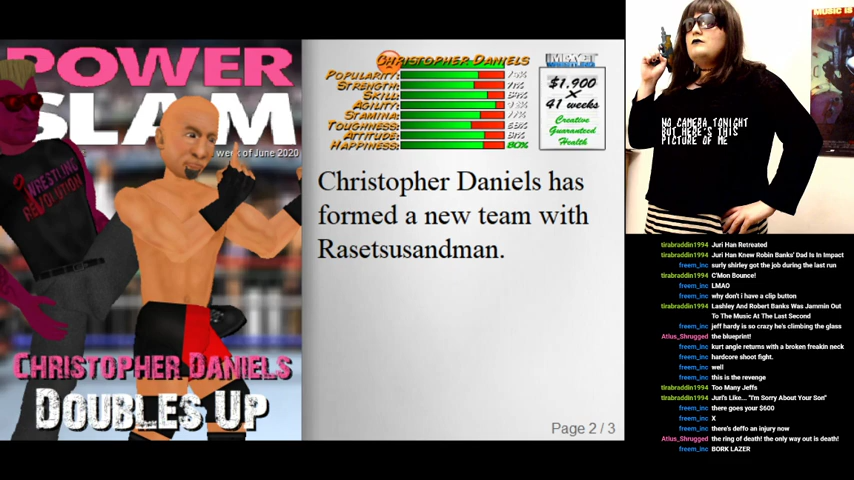 POWER
SLAM
week of June 2020
WRESTLING
REVOLUTION
CHRISTOPHER DANIELS
DOUBLES UP
CHRISTOPHER DANIELS
POPULARITY:
STRENGTH:
SKILL:
AGILITY:
STAMINA:
TOUGHNESS:
ATTITUDE:
HAPPINESS: 80%
IMPACT
WRESTLING
$1,900
X
41 weeks
Creative
Guaranteed
Health
Christopher Daniels has
formed a new team with
Rasetsusandman.
Page 2 / 3
MUSIC IS
NO CAMERA TONIGHT
BUT HERE'S THIS
PICTURE OF ME
tirabraddin1994 Juri Han Retreated
tirabraddin1994 Juri Han Knew Robin Banks' Dad Is In Impact
freem_inc surly shirley got the job during the last run
tirabraddin1994 C'Mon Bounce!
freem_inc LMAO
freem_inc why don't i have a clip button
tirabraddin1994 Lashley And Robert Banks Was Jammin Out
To The Music At The Last Second
freem_inc jeff hardy is so crazy he's climbing the glass
Atlus_Shrugged the blueprint!
freem_inc kurt angie returns with a broken freakin neck
freem_inc hardcore shoot fight.
freem_inc well
freem_inc this is the revenge
tirabraddin1994 Too Many Jeffs
tirabraddin1994 Juri's Like... "I'm Sorry About Your Son"
freem_inc there goes your $600
freem_inc X
freem_inc there's deffo an injury now
Atlus_Shrugged the ring of death! the only way out is death!
freem_inc BORK LAZER